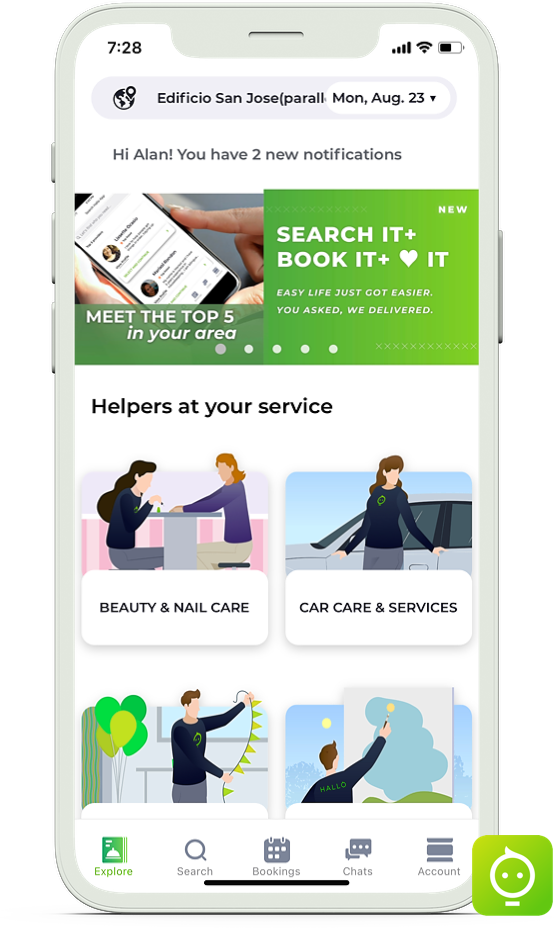 7:28
Edificio San Jose(parall Mon, Aug. 23 ▼
Hi Alan! You have 2 new notifications
NEW
SEARCH IT+
BOOK IT+ ♥ IT
EASY LIFE JUST GOT EASIER.
YOU ASKED, WE DELIVERED.
MEET THE TOP 5
in your area
Helpers at your service
BEAUTY & NAIL CARE
CAR CARE & SERVICES
HALLO
Explore
Search
Bookings
Chats
Account